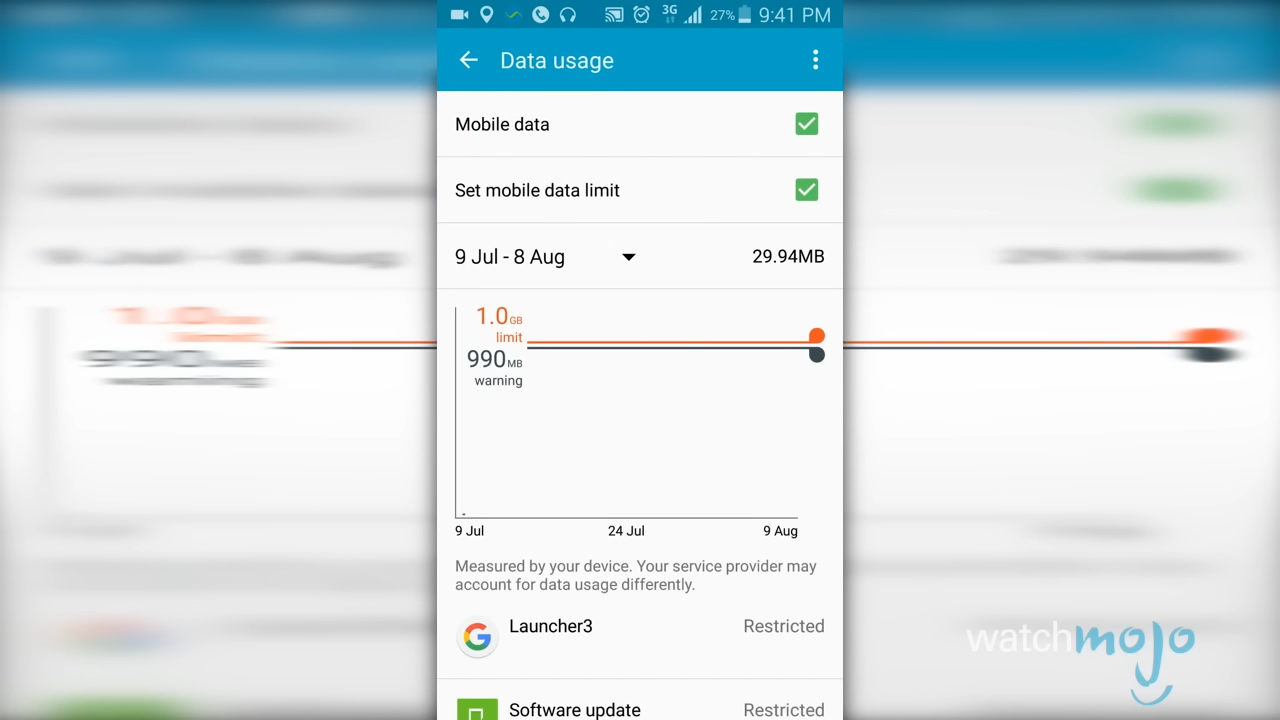 3G 27% 9:41 PM
Data usage
Mobile data
Set mobile data limit
9 Jul - 8 Aug 29.94MB
1.0GB
limit
990MB
warning
9 Jul 24 Jul 9 Aug
Measured by your device. Your service provider may
account for data usage differently.
Launcher3 Restricted
Software update Restricted
watchmojo